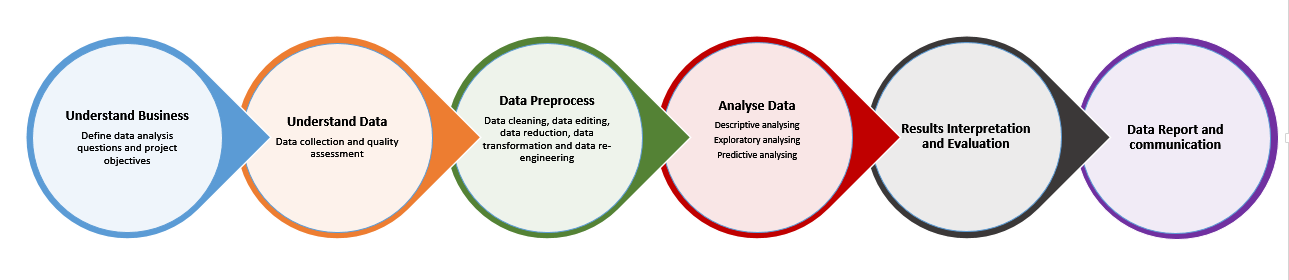 Understand Business
Define data analysis
questions and project
objectives
Understand Data
Data collection and quality
assessment
Data Preprocess
Data cleaning, data editing,
data reduction, data
transformation and data re-
engineering
Analyse Data
Descriptive analysing
Exploratory analysing
Predictive analysing
Results Interpretation
and Evaluation
Data Report and
communication